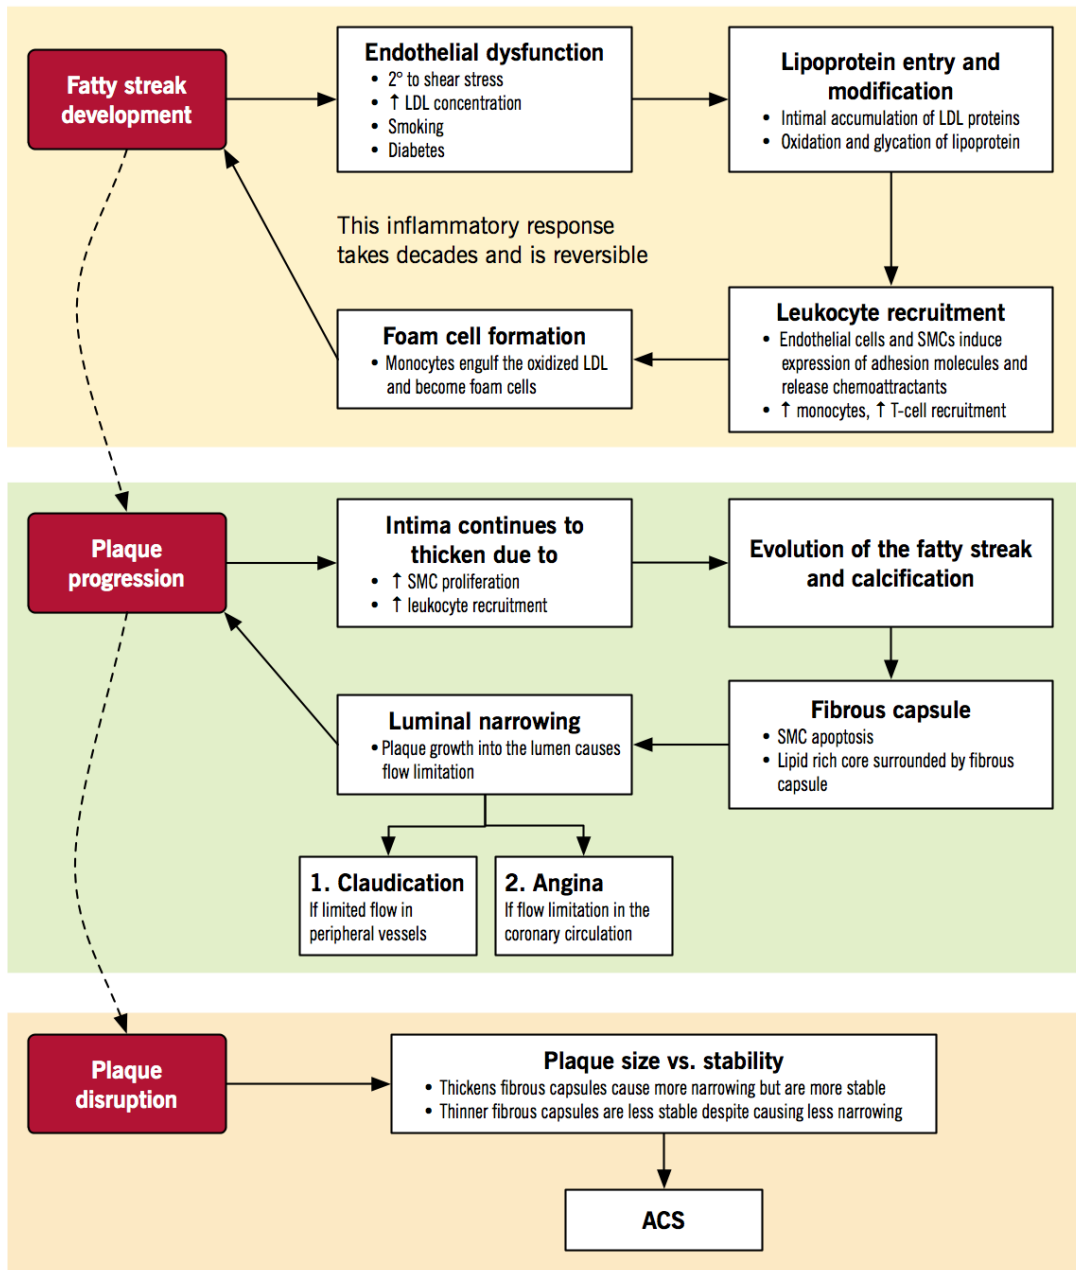 Fatty streak
development
Endothelial dysfunction
• 2° to shear stress
• ↑ LDL concentration
• Smoking
• Diabetes
Lipoprotein entry and
modification
• Intimal accumulation of LDL proteins
• Oxidation and glycation of lipoprotein
This inflammatory response
takes decades and is reversible
Leukocyte recruitment
• Endothelial cells and SMCs induce
expression of adhesion molecules and
release chemoattractants
• ↑ monocytes, ↑ T-cell recruitment
Foam cell formation
• Monocytes engulf the oxidized LDL
and become foam cells
Plaque
progression
Intima continues to
thicken due to
• ↑ SMC proliferation
• ↑ leukocyte recruitment
Evolution of the fatty streak
and calcification
Fibrous capsule
• SMC apoptosis
• Lipid rich core surrounded by fibrous
capsule
Luminal narrowing
• Plaque growth into the lumen causes
flow limitation
1. Claudication
If limited flow in
peripheral vessels
2. Angina
If flow limitation in the
coronary circulation
Plaque
disruption
Plaque size vs. stability
• Thickens fibrous capsules cause more narrowing but are more stable
• Thinner fibrous capsules are less stable despite causing less narrowing
ACS